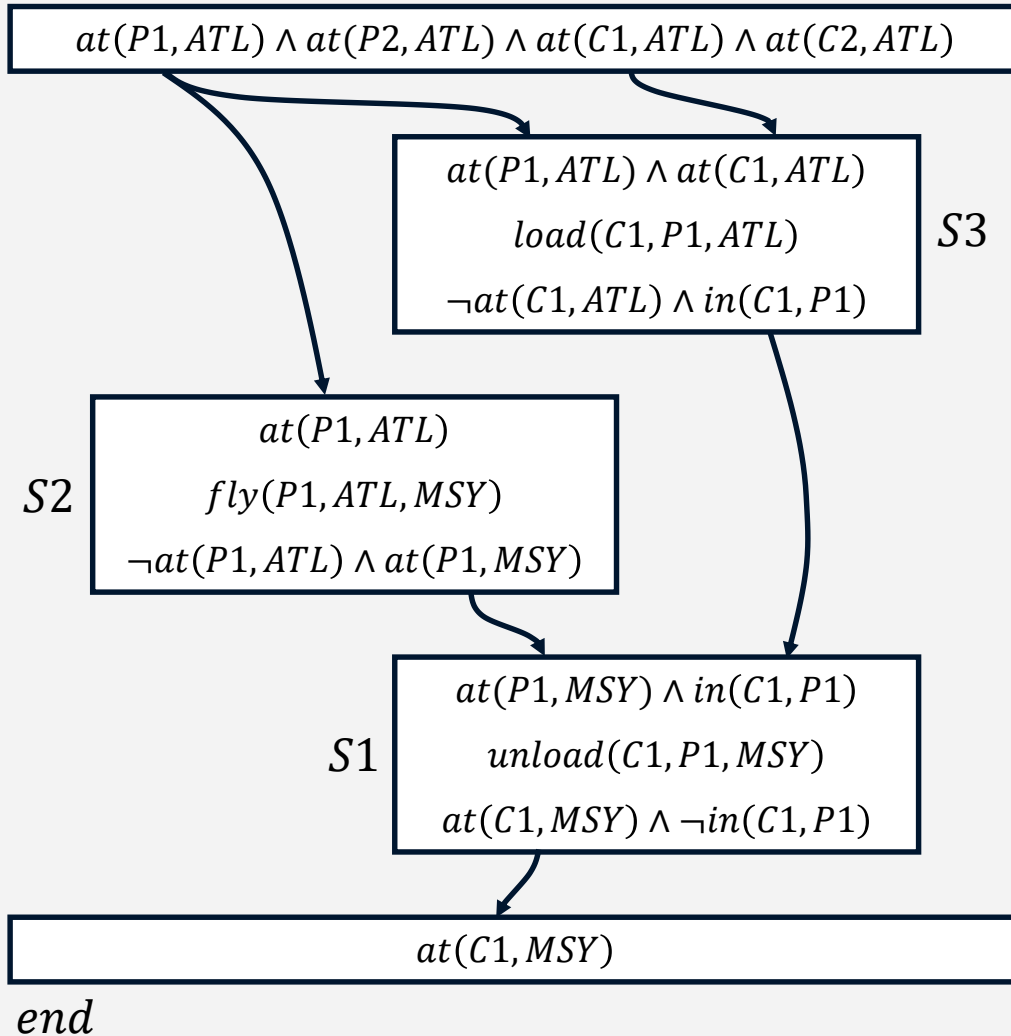 at(P1, ATL) ∧ at(P2, ATL) ∧ at(C1, ATL) ∧ at(C2, ATL)
at(P1, ATL) ∧ at(C1, ATL)
load(C1, P1, ATL)
¬at(C1, ATL) ∧ in(C1, P1)
S3
at(P1, ATL)
S2
fly(P1, ATL, MSY)
¬at(P1, ATL) ∧ at(P1, MSY)
at(P1, MSY) ∧ in(C1, P1)
S1
unload(C1, P1, MSY)
at(C1, MSY) ∧ ¬in(C1, P1)
at(C1, MSY)
end